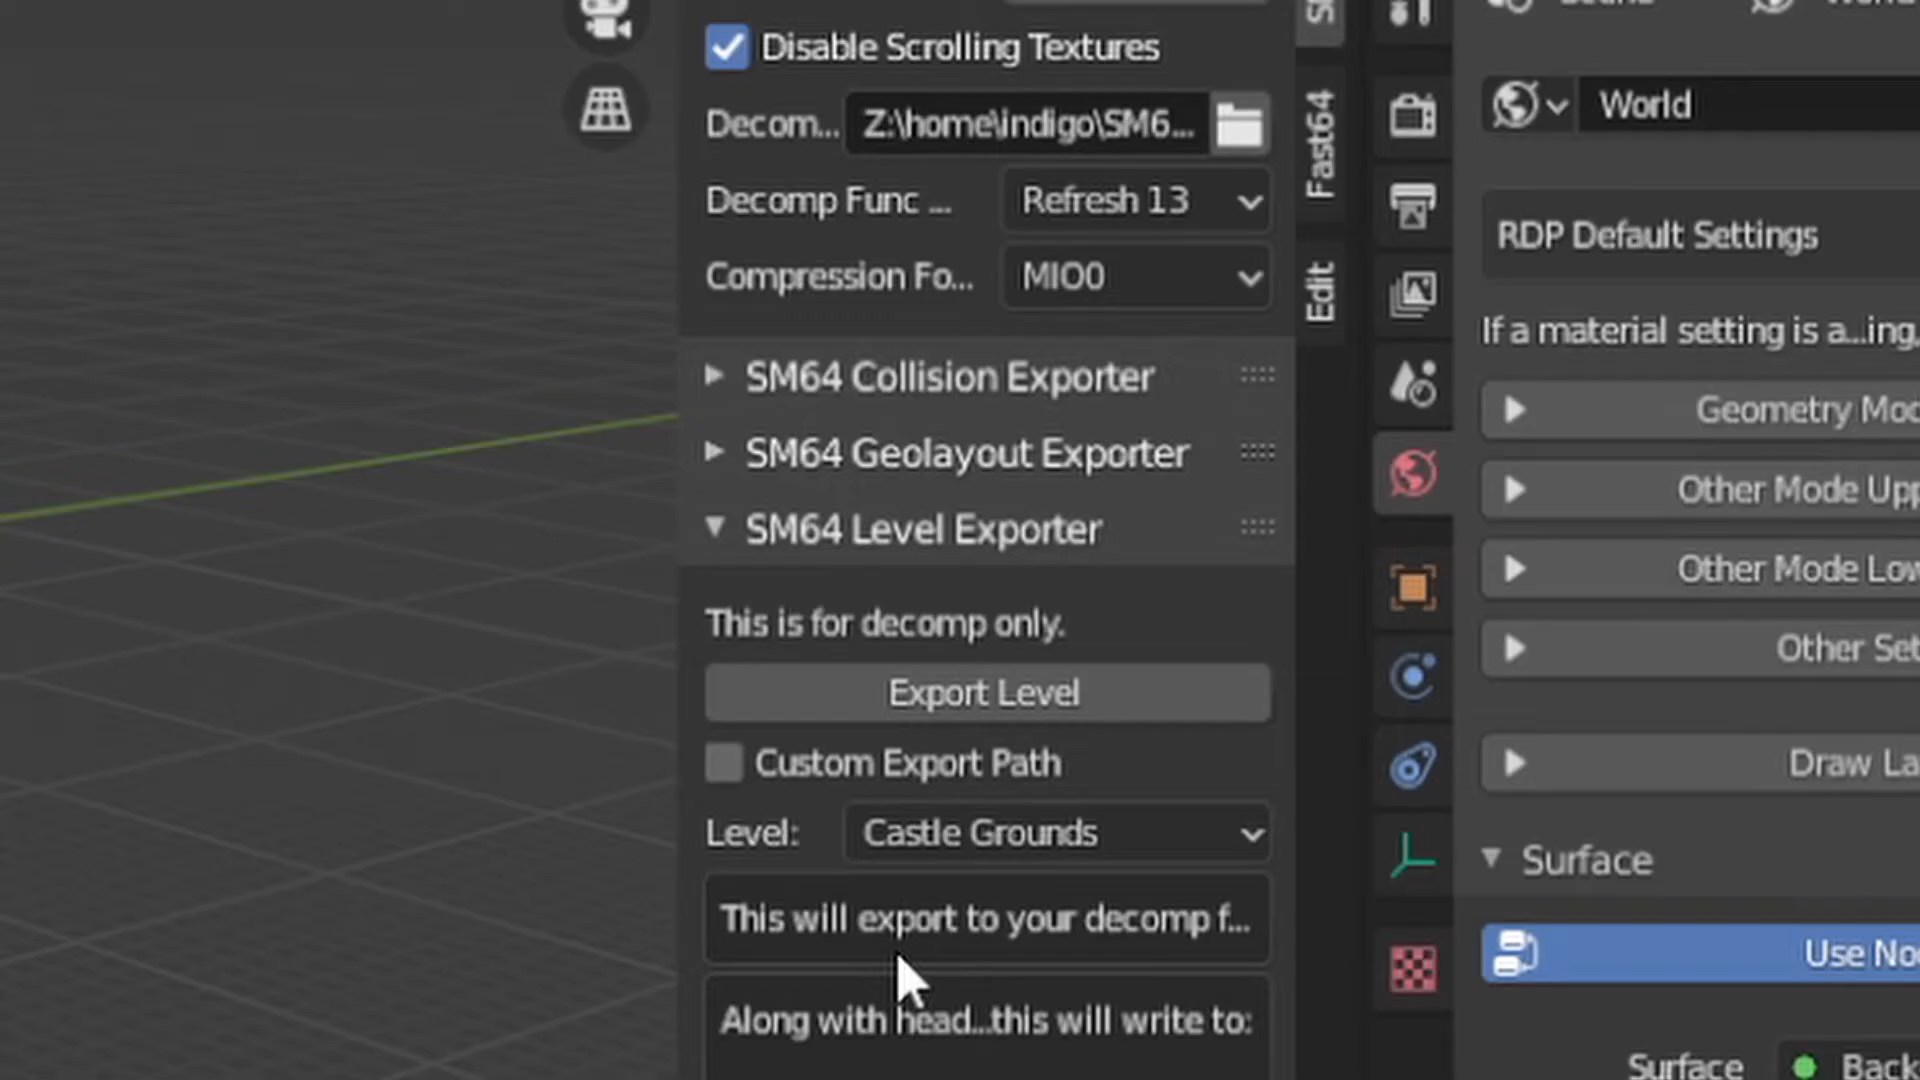 Disable Scrolling Textures
Decom... Z:\home\indigo\SM6...
Decomp Func ... Refresh 13
Compression Fo... MIO0
SM64 Collision Exporter
SM64 Geolayout Exporter
SM64 Level Exporter
This is for decomp only.
Export Level
Custom Export Path
Level: Castle Grounds
This will export to your decomp f...
Along with head...this will write to:
Fast64
Edit
World
RDP Default Settings
If a material setting is a...ing,
Geometry Mod
Other Mode Upp
Other Mode Low
Other Set
Draw La
Surface
Use No
Surface Back